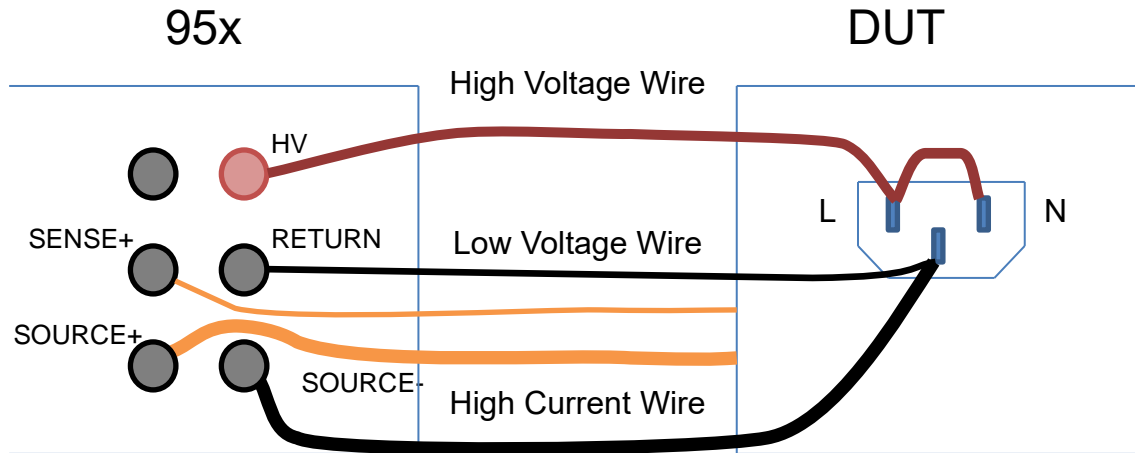 95x
DUT
High Voltage Wire
HV
L
N
SENSE+
RETURN
Low Voltage Wire
SOURCE+
SOURCE-
High Current Wire